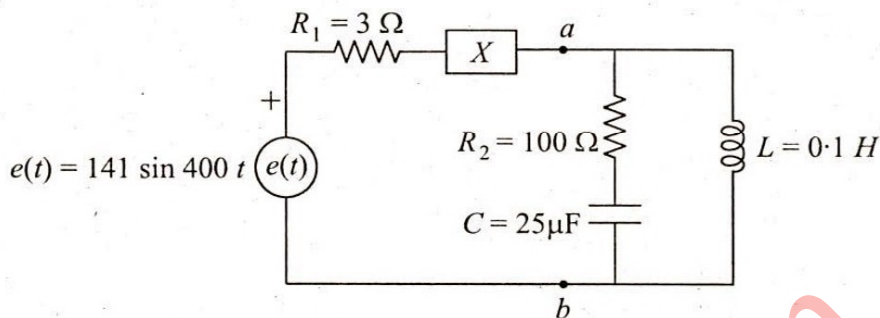 R₁ = 3 Ω
X
a
+
e(t) = 141 sin 400 t
e(t)
R₂ = 100 Ω
L = 0·1 H
C = 25μF
b